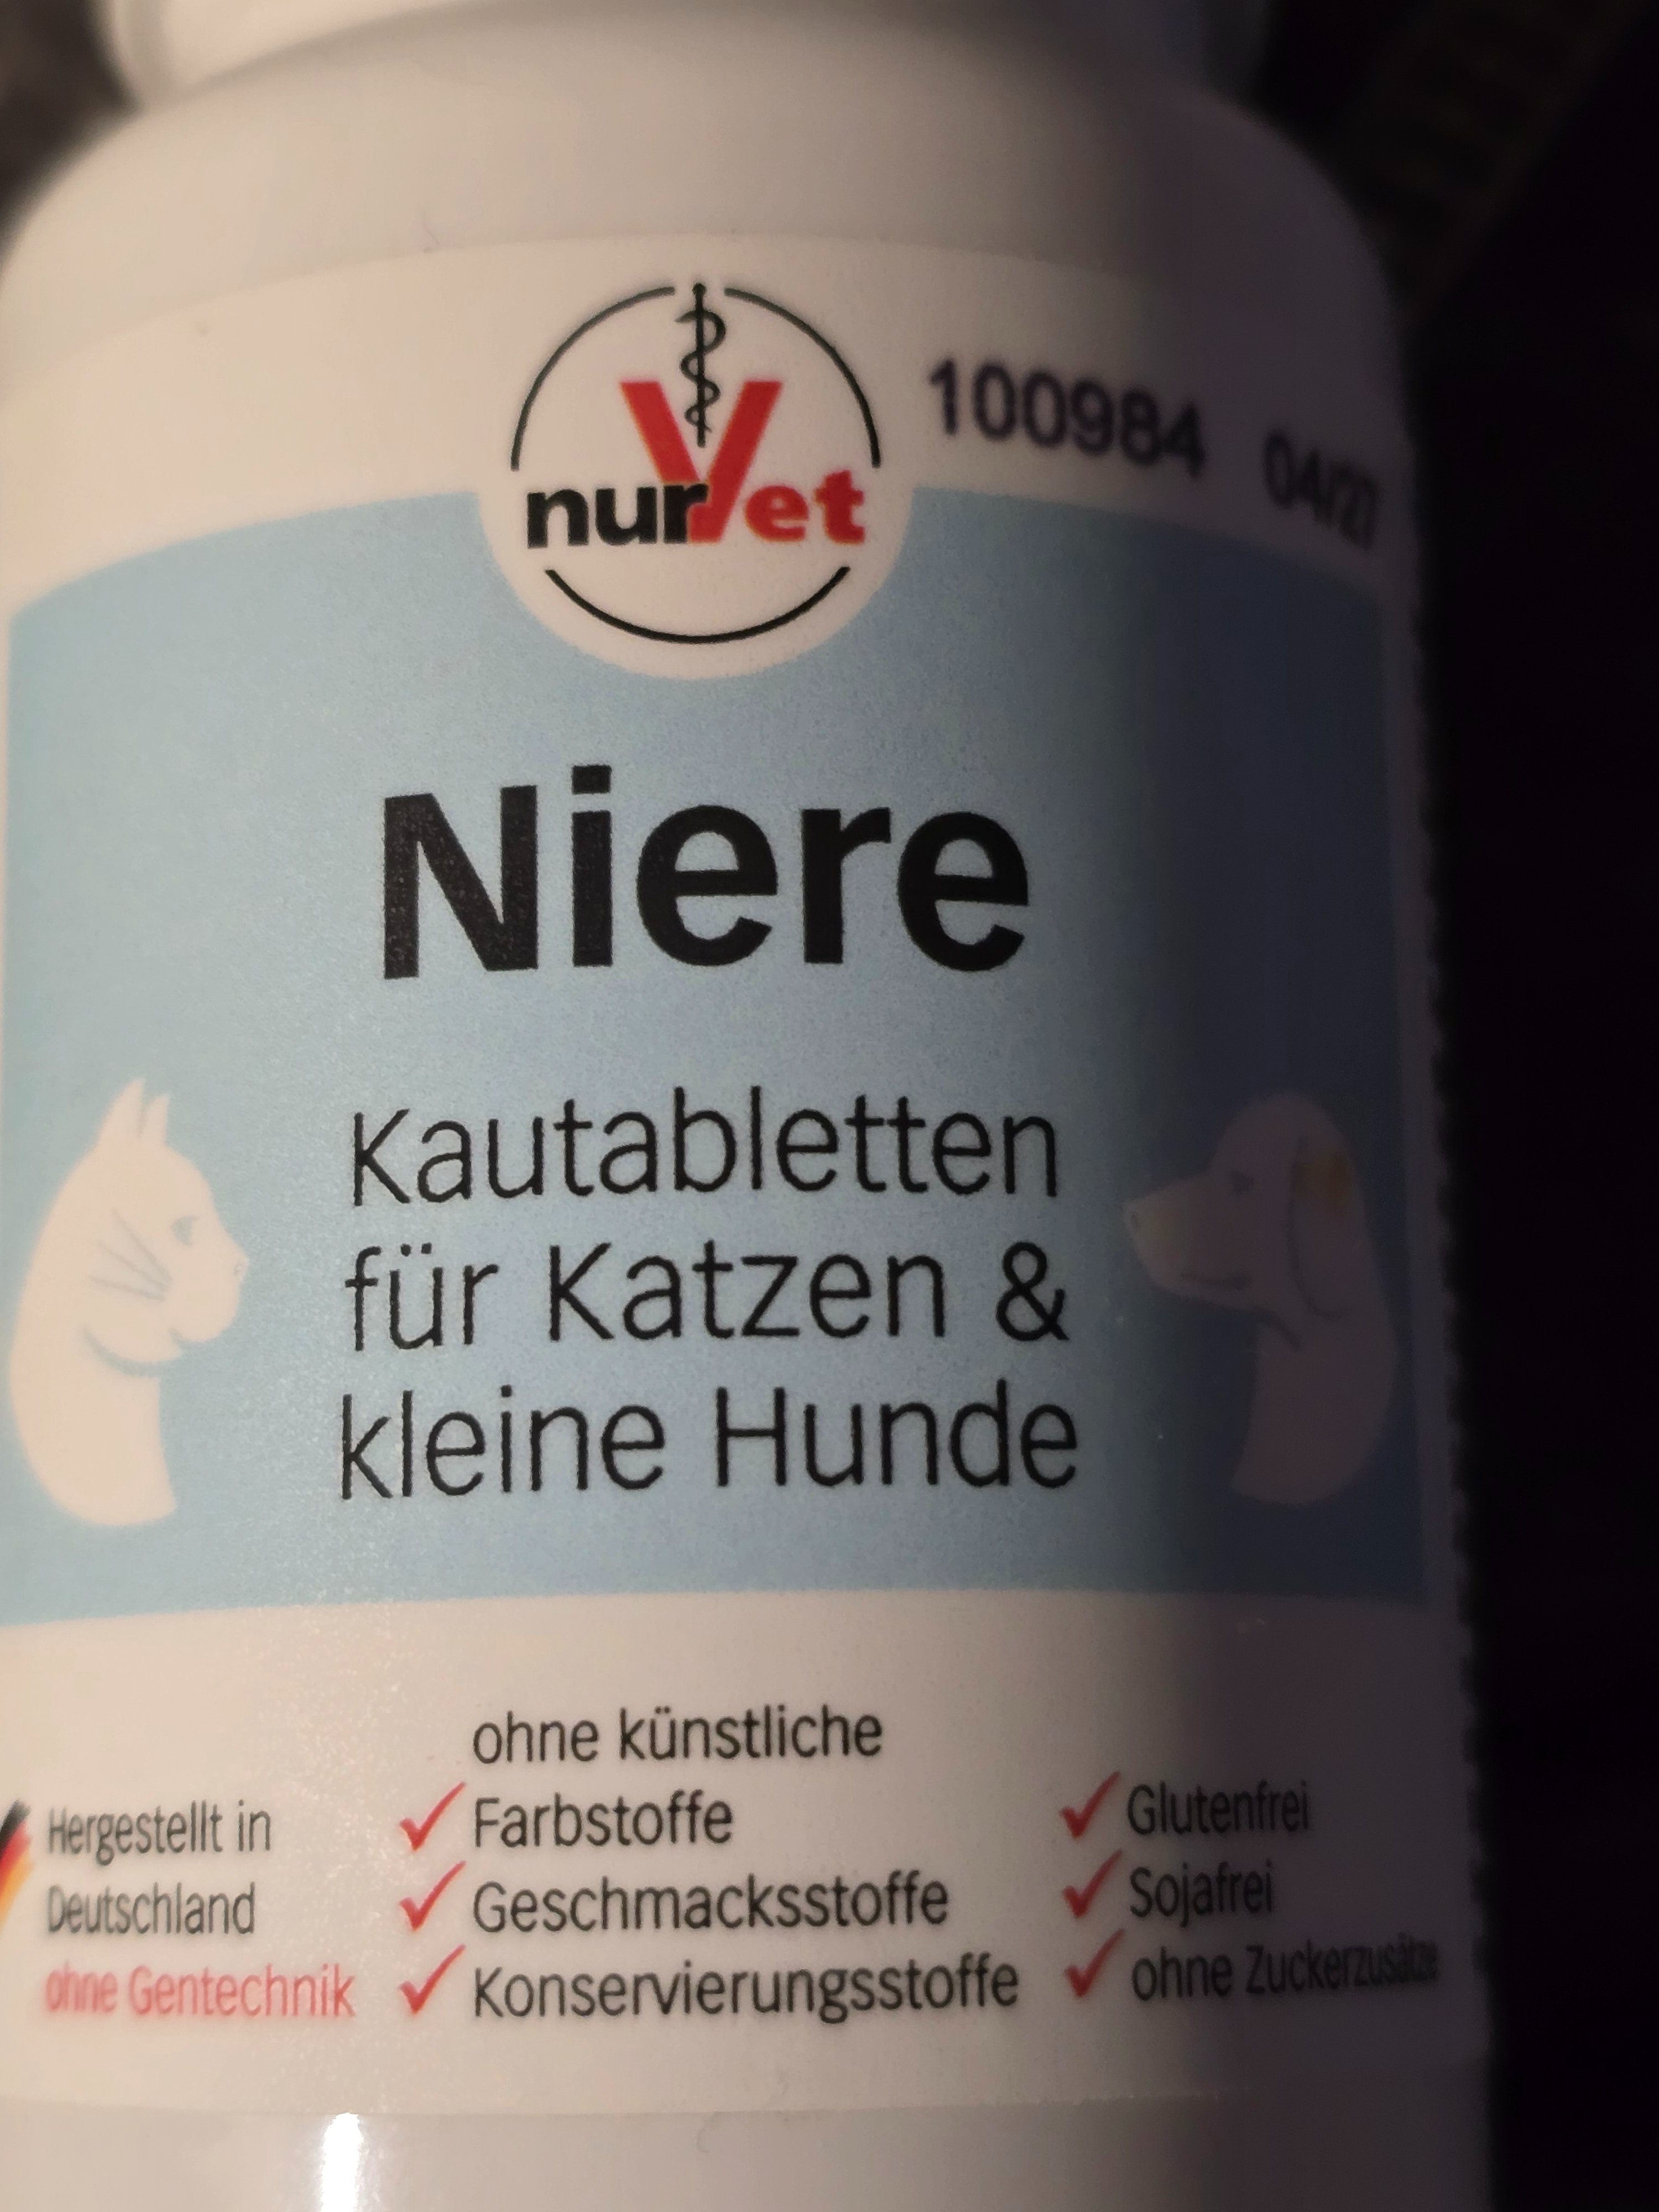 nurVet
100984 04/27
Niere
Kautabletten
für Katzen &
kleine Hunde
Hergestellt in
Deutschland
ohne Gentechnik
ohne künstliche
Farbstoffe
Geschmacksstoffe
Konservierungsstoffe
Glutenfrei
Sojafrei
ohne Zuckerzusätze